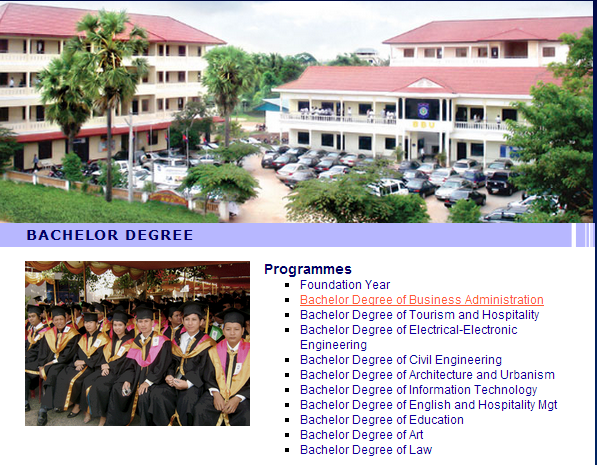 BBU
BACHELOR DEGREE
Programmes
Foundation Year
Bachelor Degree of Business Administration
Bachelor Degree of Tourism and Hospitality
Bachelor Degree of Electrical-Electronic
Engineering
Bachelor Degree of Civil Engineering
Bachelor Degree of Architecture and Urbanism
Bachelor Degree of Information Technology
Bachelor Degree of English and Hospitality Mgt
Bachelor Degree of Education
Bachelor Degree of Art
Bachelor Degree of Law